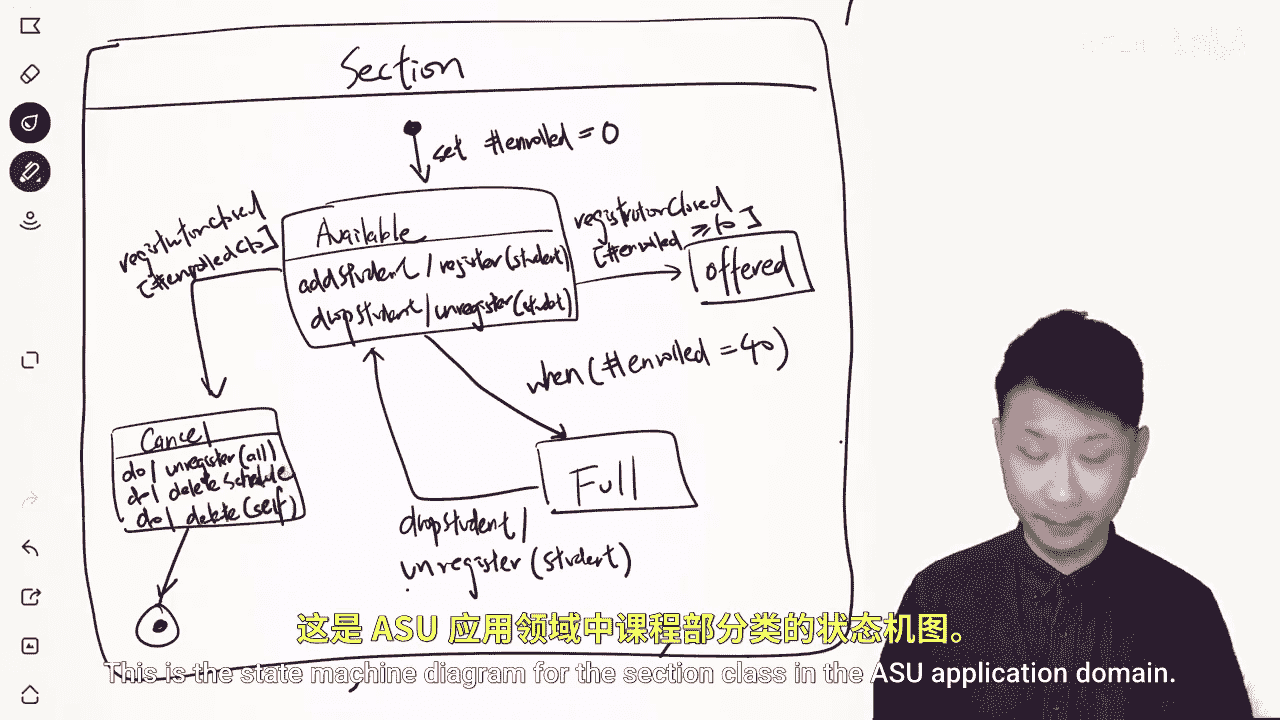 Section
set #enrolled = 0
registrationclosed
[#enrolled<10]
Available
addstudent / register(student)
dropstudent / unregister(student)
registrationclosed
[#enrolled ≥ 10]
offered
when (#enrolled = 40)
Cancel
do / unregister(all)
do / delete schedule
do / delete (self)
Full
dropstudent /
unregister (student)
这是 ASU 应用领域中课程部分类的状态机图。
This is the state machine diagram for the section class in the ASU application domain.